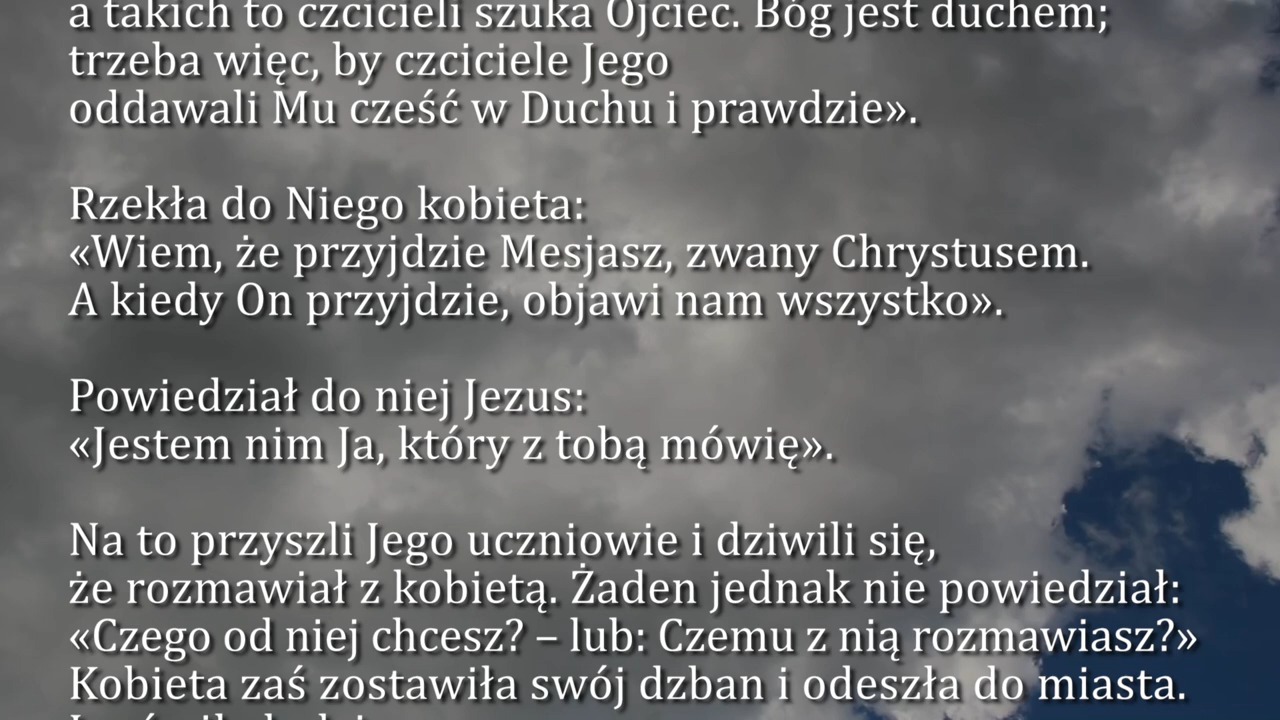 a takich to czcicieli szuka Ojciec. Bóg jest duchem;
trzeba więc, by czciciele Jego
oddawali Mu cześć w Duchu i prawdzie».
Rzekła do Niego kobieta:
«Wiem, że przyjdzie Mesjasz, zwany Chrystusem.
A kiedy On przyjdzie, objawi nam wszystko».
Powiedział do niej Jezus:
«Jestem nim Ja, który z tobą mówię».
Na to przyszli Jego uczniowie i dziwili się,
że rozmawiał z kobietą. Żaden jednak nie powiedział:
«Czego od niej chcesz? – lub: Czemu z nią rozmawiasz?»
Kobieta zaś zostawiła swój dzban i odeszła do miasta.